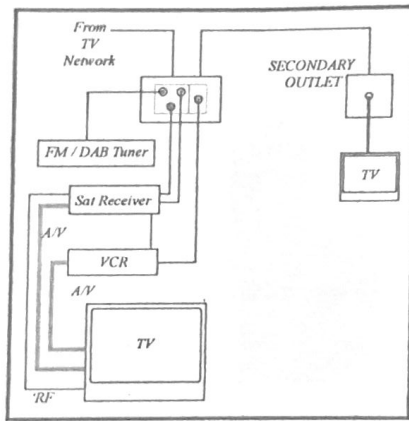 From
TV
Network
SECONDARY
OUTLET
FM / DAB Tuner
TV
Sat Receiver
A/V
VCR
A/V
TV
RF